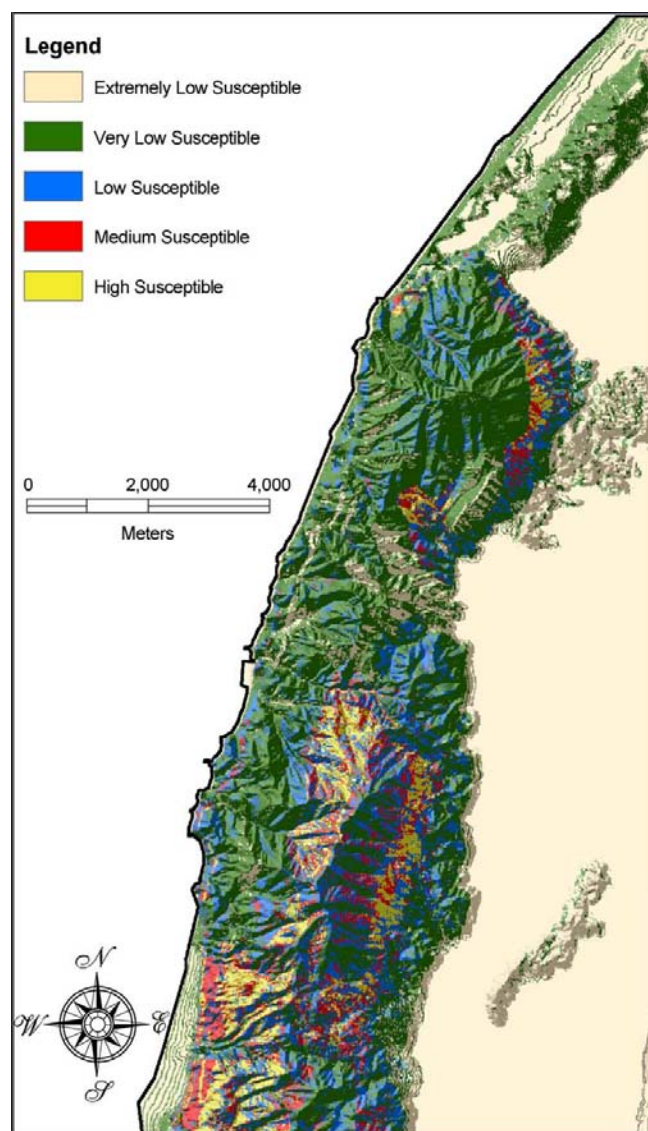 Legend
Extremely Low Susceptible
Very Low Susceptible
Low Susceptible
Medium Susceptible
High Susceptible
0 2,000 4,000
Meters
N
W E
S